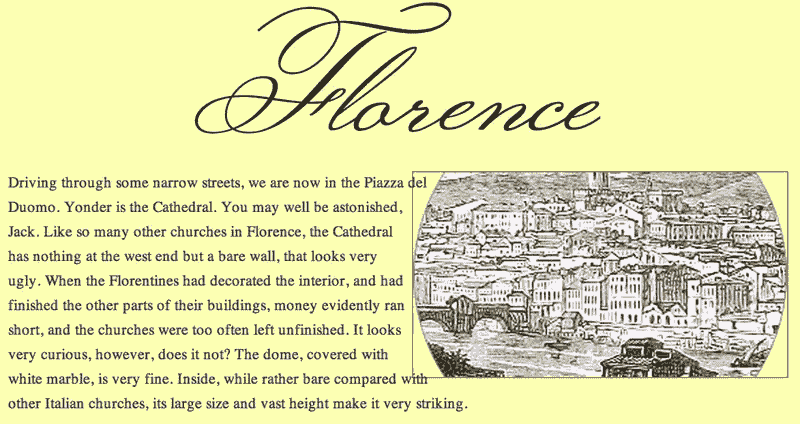 Florence
Driving through some narrow streets, we are now in the Piazza del
Duomo. Yonder is the Cathedral. You may well be astonished,
Jack. Like so many other churches in Florence, the Cathedral
has nothing at the west end but a bare wall, that looks very
ugly. When the Florentines had decorated the interior, and had
finished the other parts of their buildings, money evidently ran
short, and the churches were too often left unfinished. It looks
very curious, however, does it not? The dome, covered with
white marble, is very fine. Inside, while rather bare compared with
other Italian churches, its large size and vast height make it very striking.